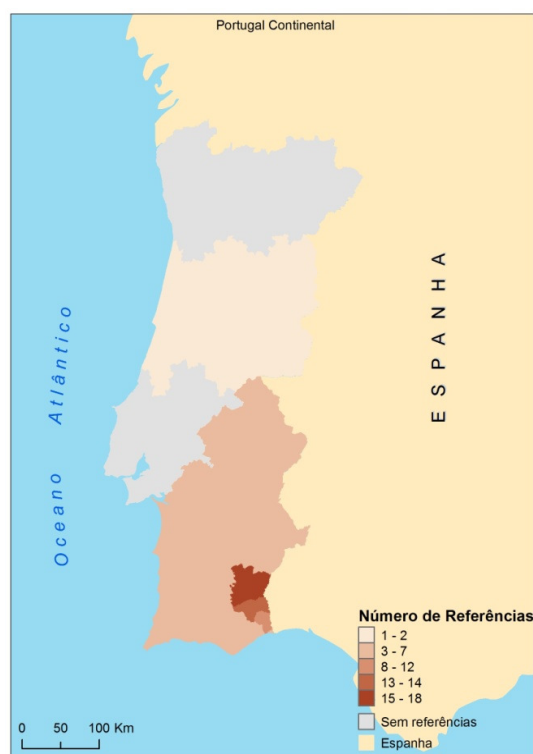 Portugal Continental
Oceano Atlântico
ESPANHA
Número de Referências
1 - 2
3 - 7
8 - 12
13 - 14
15 - 18
Sem referências
Espanha
0 50 100 Km